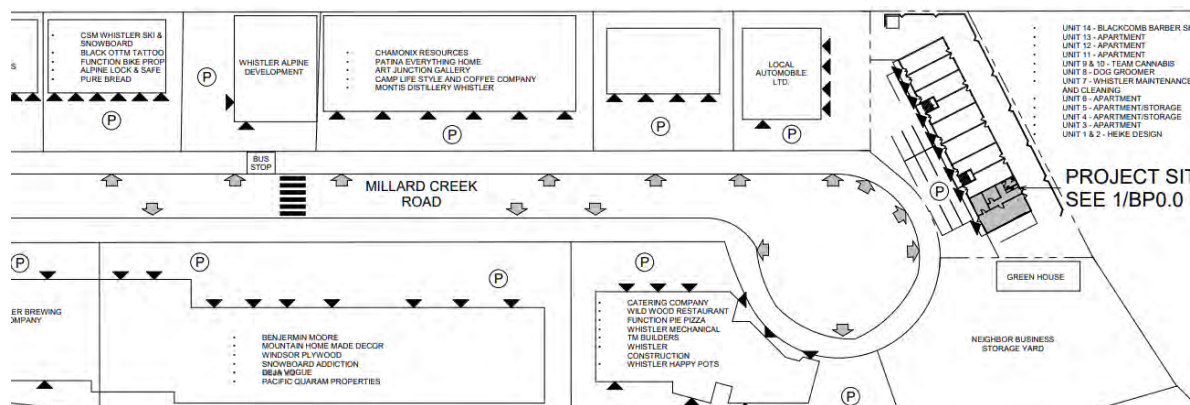 CSM WHISTLER SKI &
SNOWBOARD
BLACK OTTM TATTOO
FUNCTION BIKE PROP
ALPINE LOCK & SAFE
PURE BREAD
S
P
P
WHISTLER ALPINE
DEVELOPMENT
CHAMONIX RESOURCES
PATINA EVERYTHING HOME
ART JUNCTION GALLERY
CAMP LIFE STYLE AND COFFEE COMPANY
MONTIS DISTILLERY WHISTLER
P
P
LOCAL
AUTOMOBILE
LTD.
P
UNIT 14 - BLACKCOMB BARBER S
UNIT 13 - APARTMENT
UNIT 12 - APARTMENT
UNIT 11 - APARTMENT
UNIT 9 & 10 - TEAM CANNABIS
UNIT 8 - DOG GROOMER
UNIT 7 - WHISTLER MAINTENANCE
AND CLEANING
UNIT 6 - APARTMENT
UNIT 5 - APARTMENT/STORAGE
UNIT 4 - APARTMENT/STORAGE
UNIT 3 - APARTMENT
UNIT 1 & 2 - HEIKE DESIGN
BUS
STOP
MILLARD CREEK
ROAD
P
PROJECT SIT
SEE 1/BP0.0
GREEN HOUSE
P
P
P
P
ER BREWING
OMPANY
BENJERMIN MOORE
MOUNTAIN HOME MADE DECOR
WINDSOR PLYWOOD
SNOWBOARD ADDICTION
PACIFIC QUARAM PROPERTIES
CATERING COMPANY
WILD WOOD RESTAURANT
FUNCTION PIE PIZZA
WHISTLER MECHANICAL
TM BUILDERS
WHISTLER
CONSTRUCTION
WHISTLER HAPPY POTS
NEIGHBOR BUSINESS
STORAGE YARD
P